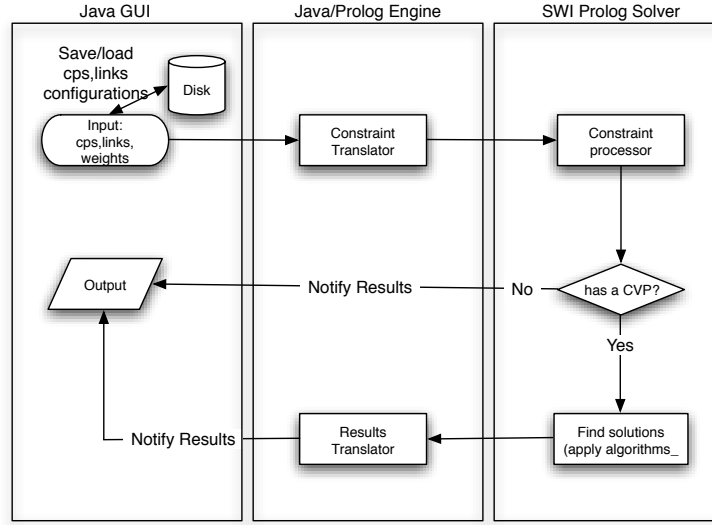 Java GUI
Java/Prolog Engine
SWI Prolog Solver
Save/load
cps,links
configurations
Disk
Input:
cps,links,
weights
Constraint
Translator
Constraint
processor
Output
Notify Results
No
has a CVP?
Yes
Notify Results
Results
Translator
Find solutions
(apply algorithms_